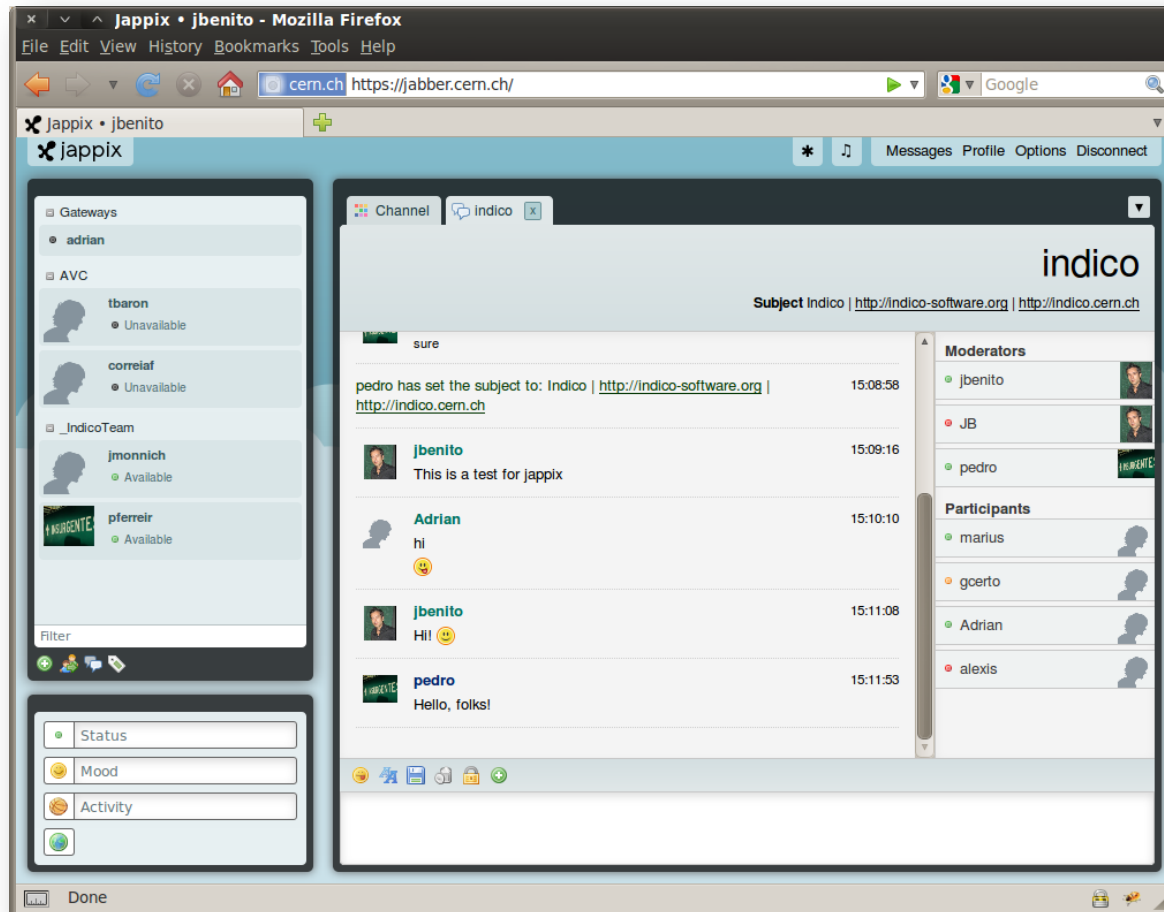 Jappix • jbenito - Mozilla Firefox
File Edit View History Bookmarks Tools Help
cern.ch https://jabber.cern.ch/
Google
Jappix • jbenito
jappix
Messages Profile Options Disconnect
Gateways
adrian
AVC
tbaron
Unavailable
correiaf
Unavailable
_IndicoTeam
jmonnich
Available
pferreir
Available
Filter
Status
Mood
Activity
Channel
indico x
indico
Subject Indico | http://indico-software.org | http://indico.cern.ch
sure
pedro has set the subject to: Indico | http://indico-software.org | 15:08:58
http://indico.cern.ch
jbenito 15:09:16
This is a test for jappix
Adrian 15:10:10
hi
jbenito 15:11:08
Hi!
pedro 15:11:53
Hello, folks!
Moderators
jbenito
JB
pedro
Participants
marius
gcerto
Adrian
alexis
Done